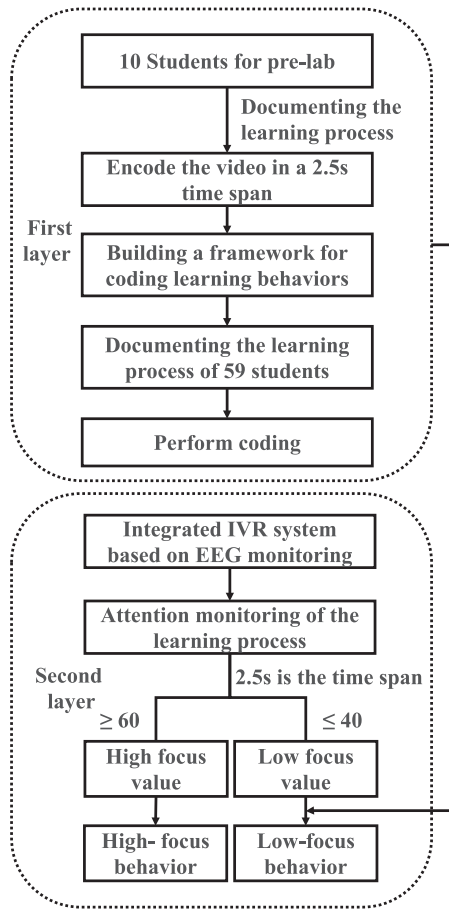 10 Students for pre-lab
Documenting the
learning process
Encode the video in a 2.5s
time span
First
layer
Building a framework for
coding learning behaviors
Documenting the learning
process of 59 students
Perform coding
Integrated IVR system
based on EEG monitoring
Attention monitoring of the
learning process
Second
layer
2.5s is the time span
≥ 60
≤ 40
High focus
value
Low focus
value
High- focus
behavior
Low-focus
behavior